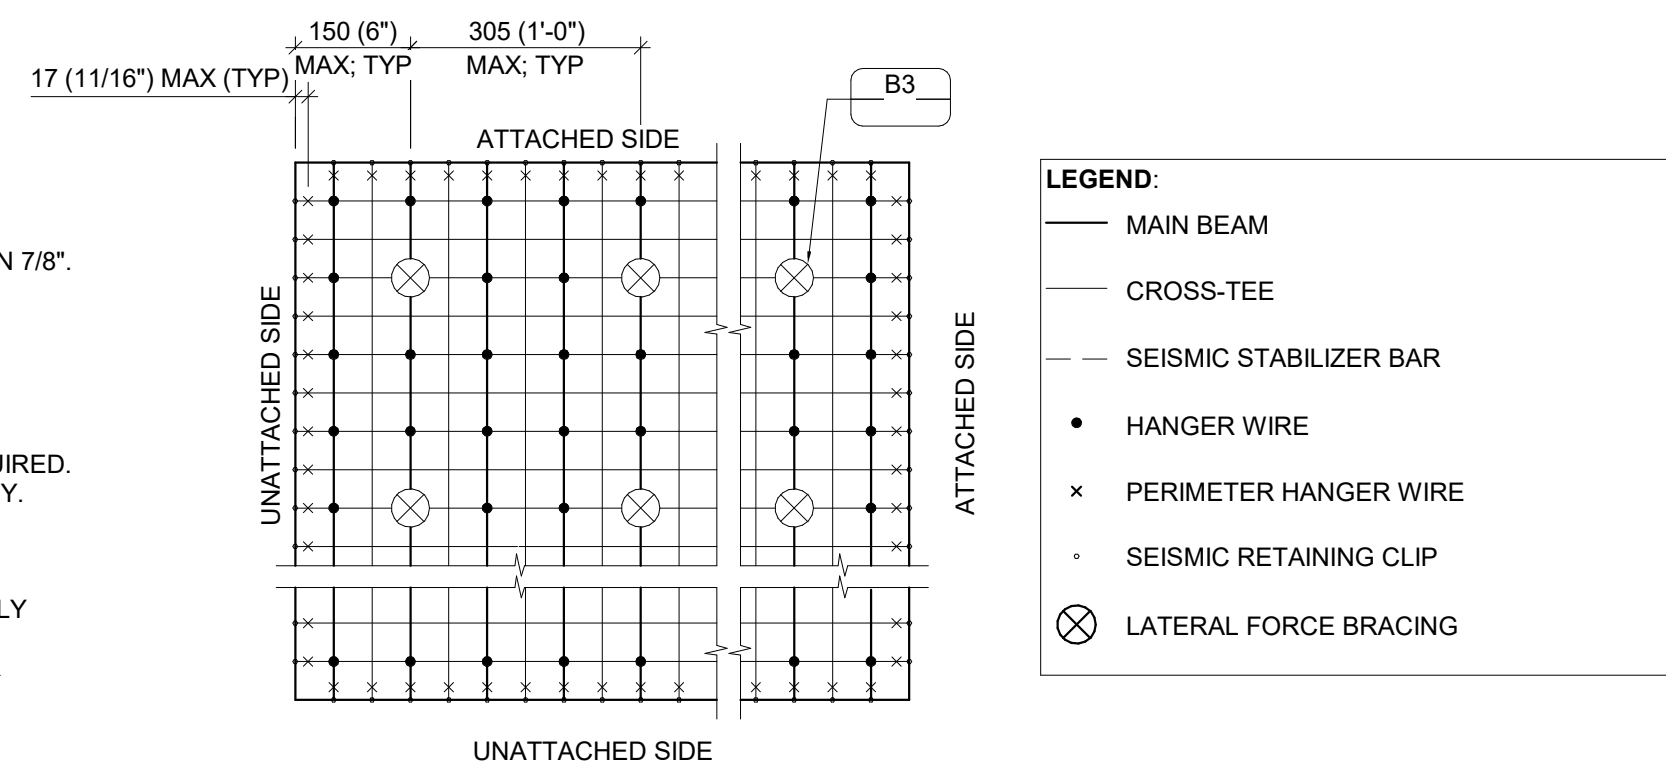 150 (6")
MAX; TYP
305 (1'-0")
MAX; TYP
17 (11/16") MAX (TYP)
B3
ATTACHED SIDE
N 7/8".
UIRED.
Y.
LY
UNATTACHED SIDE
ATTACHED SIDE
UNATTACHED SIDE
LEGEND:
MAIN BEAM
CROSS-TEE
SEISMIC STABILIZER BAR
HANGER WIRE
PERIMETER HANGER WIRE
SEISMIC RETAINING CLIP
LATERAL FORCE BRACING